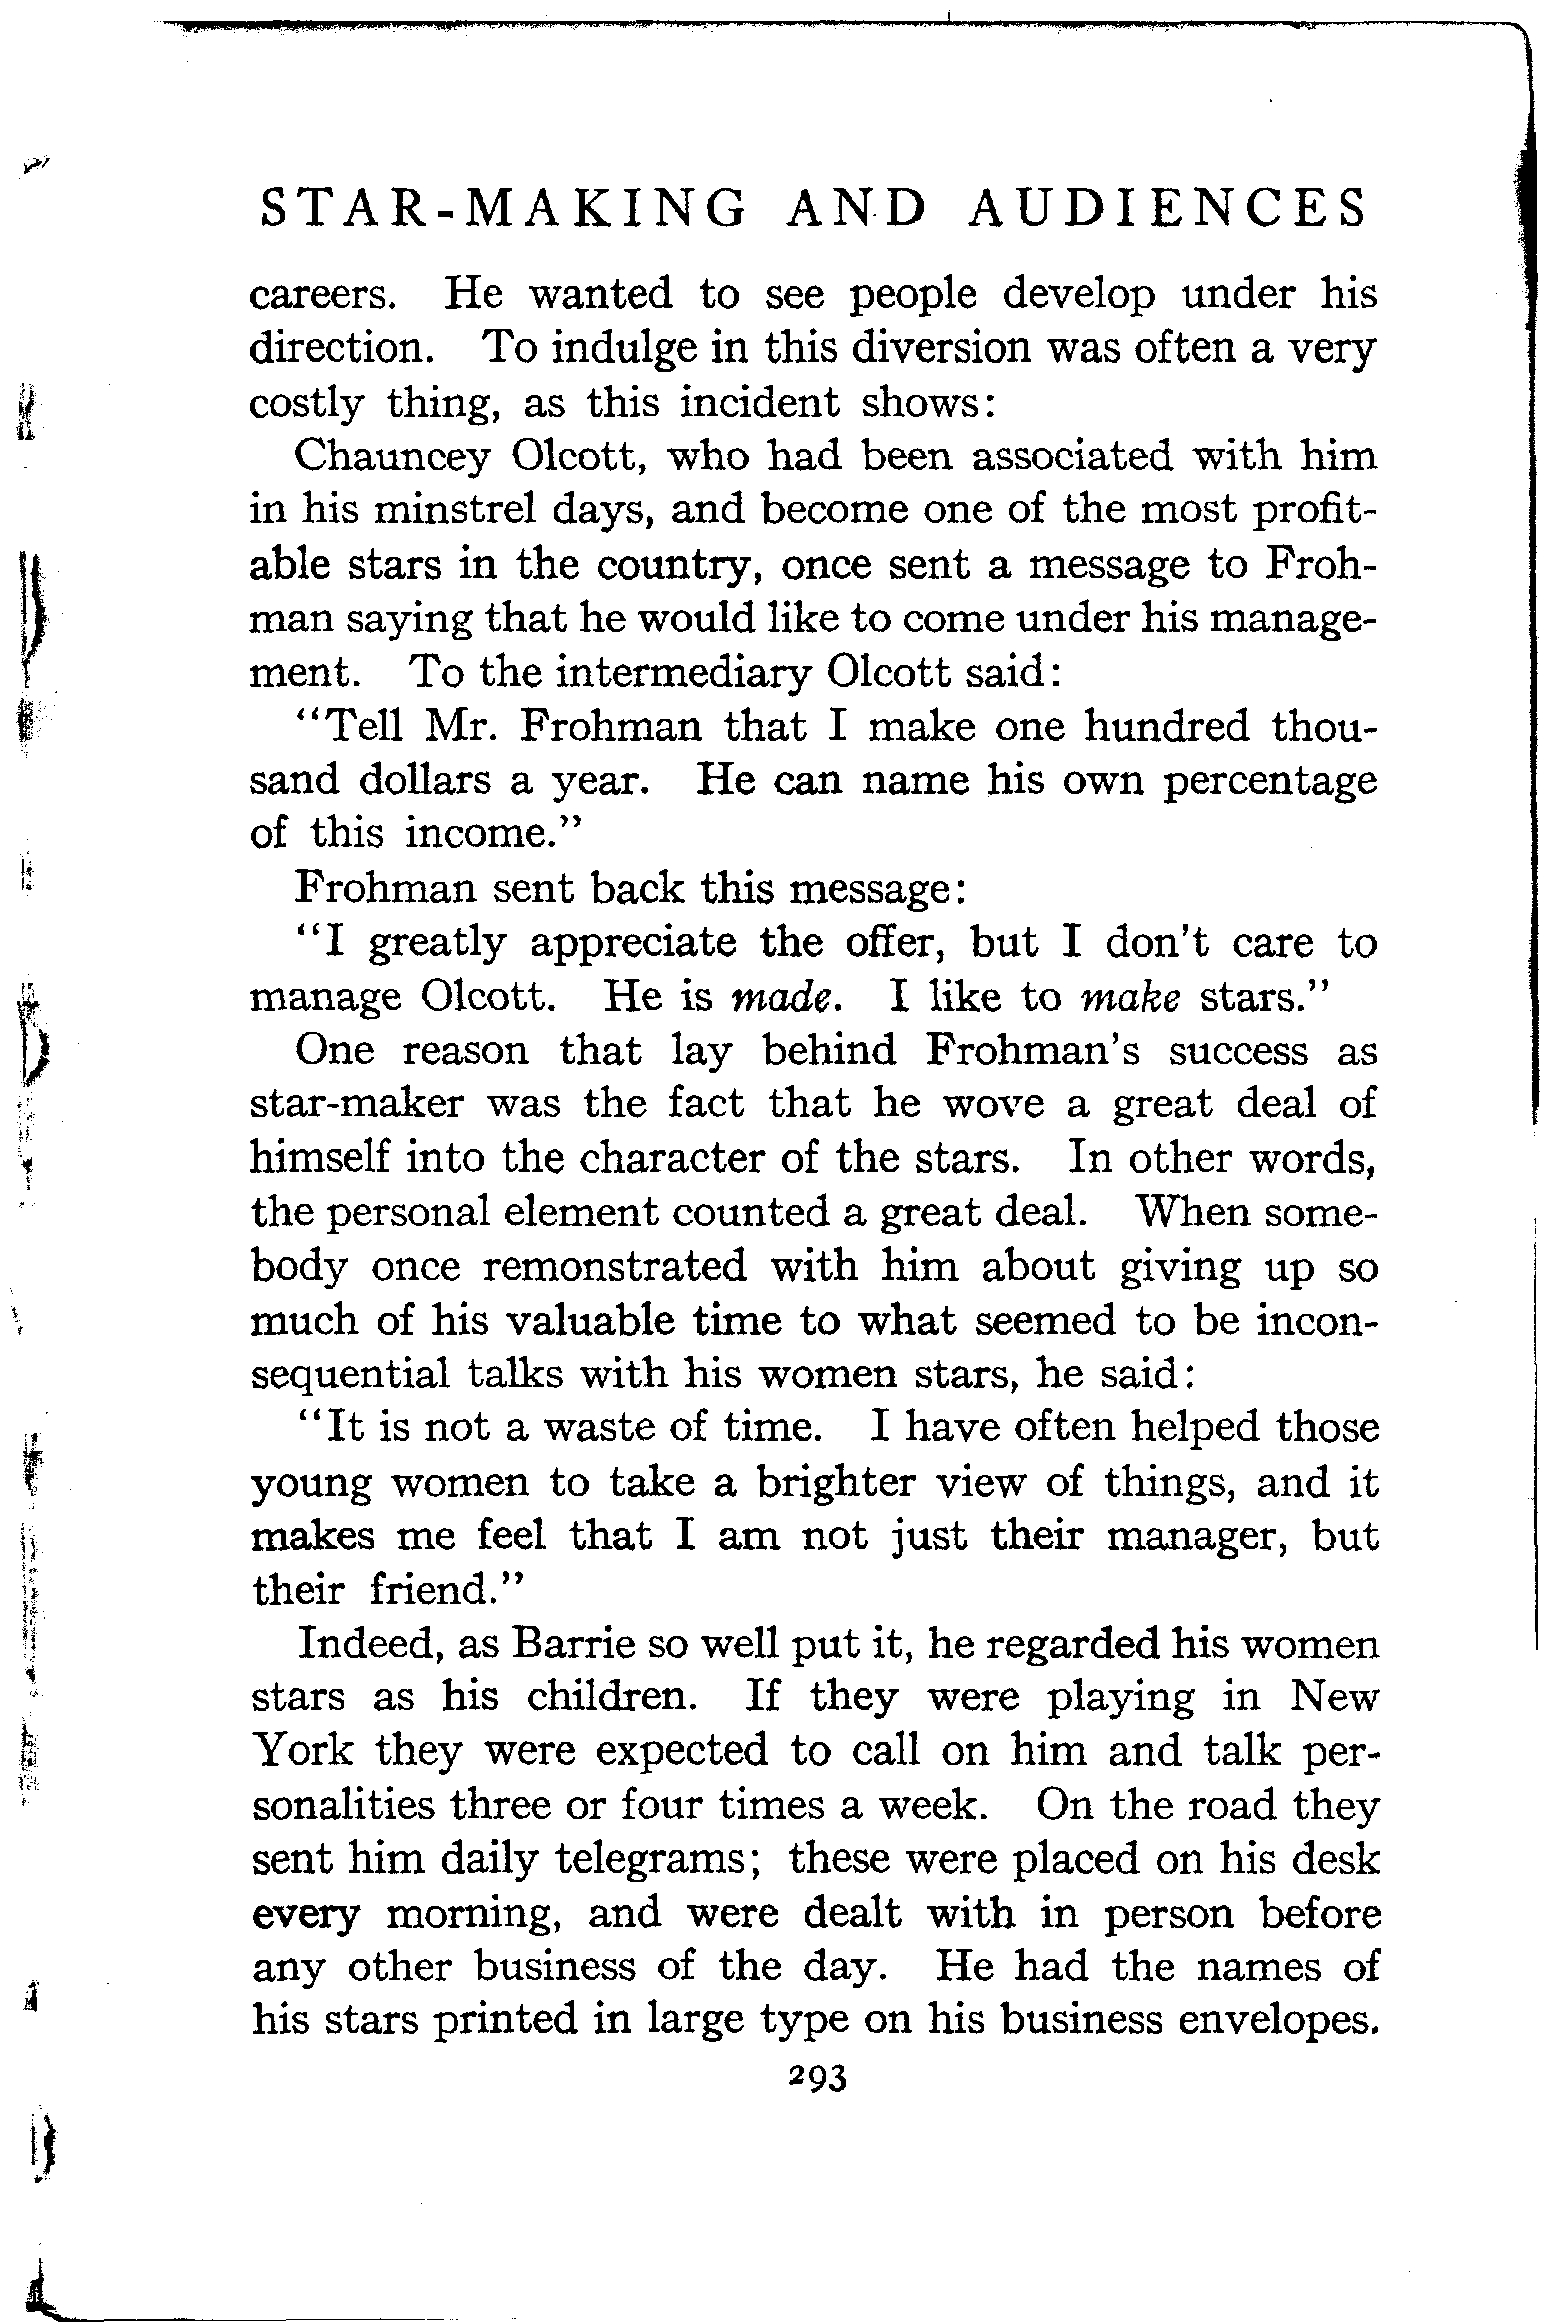 STAR-MAKING AND AUDIENCES
careers. He wanted to see people develop under his
direction. To indulge in this diversion was often a very
costly thing, as this incident shows:
Chauncey Olcott, who had been associated with him
in his minstrel days, and become one of the most profit-
able stars in the country, once sent a message to Froh-
man saying that he would like to come under his manage-
ment. To the intermediary Olcott said:
"Tell Mr. Frohman that I make one hundred thou-
sand dollars a year. He can name his own percentage
of this income."
Frohman sent back this message:
"I greatly appreciate the offer, but I don't care to
manage Olcott. He is made. I like to make stars."
One reason that lay behind Frohman's success as
star-maker was the fact that he wove a great deal of
himself into the character of the stars. In other words,
the personal element counted a great deal. When some-
body once remonstrated with him about giving up so
much of his valuable time to what seemed to be incon-
sequential talks with his women stars, he said:
"It is not a waste of time. I have often helped those
young women to take a brighter view of things, and it
makes me feel that I am not just their manager, but
their friend."
Indeed, as Barrie so well put it, he regarded his women
stars as his children. If they were playing in New
York they were expected to call on him and talk per-
sonalities three or four times a week. On the road they
sent him daily telegrams; these were placed on his desk
every morning, and were dealt with in person before
any other business of the day. He had the names of
his stars printed in large type on his business envelopes.
293